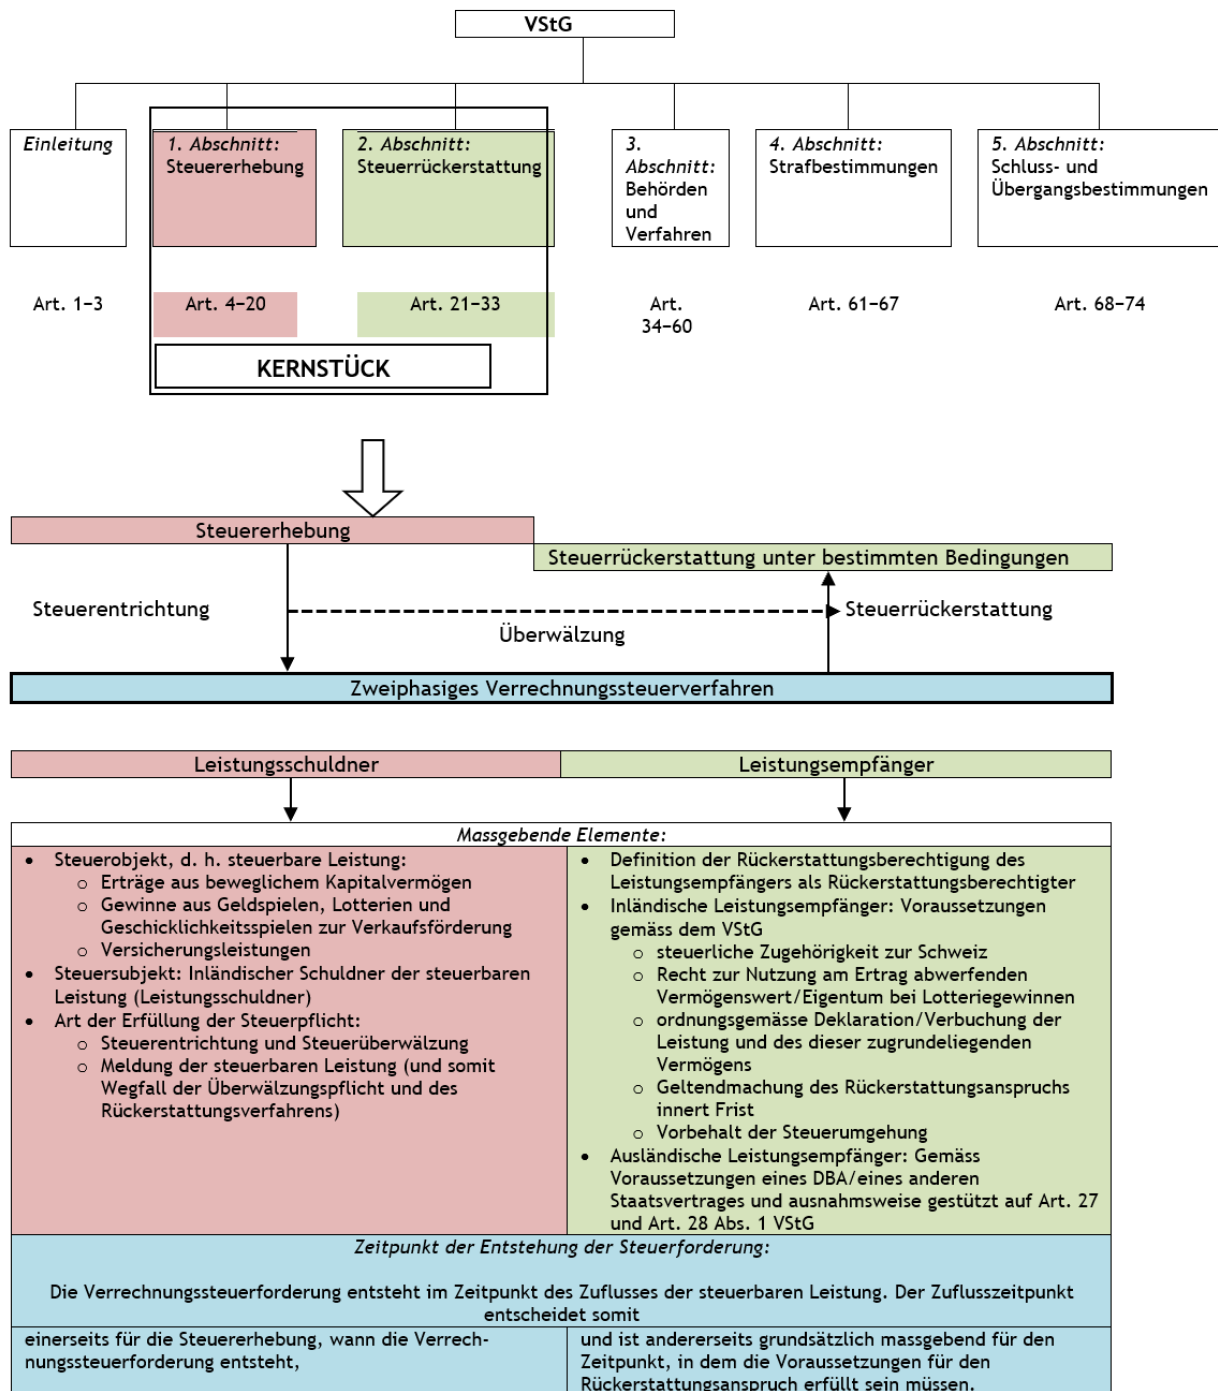 VStG
Einleitung
1. Abschnitt:
Steuererhebung
2. Abschnitt:
Steuerrückerstattung
3.
Abschnitt:
Behörden
und
Verfahren
4. Abschnitt:
Strafbestimmungen
5. Abschnitt:
Schluss- und
Übergangsbestimmungen
Art. 1–3
Art. 4–20
Art. 21–33
Art.
34–60
Art. 61–67
Art. 68–74
KERNSTÜCK
Steuererhebung
Steuerrückerstattung unter bestimmten Bedingungen
Steuerentrichtung
Steuerrückerstattung
Überwälzung
Zweiphasiges Verrechnungssteuerverfahren
Leistungsschuldner
Leistungsempfänger
Massgebende Elemente:
• Steuerobjekt, d. h. steuerbare Leistung:
o Erträge aus beweglichem Kapitalvermögen
o Gewinne aus Geldspielen, Lotterien und
Geschicklichkeitsspielen zur Verkaufsförderung
o Versicherungsleistungen
• Steuersubjekt: Inländischer Schuldner der steuerbaren
Leistung (Leistungsschuldner)
• Art der Erfüllung der Steuerpflicht:
o Steuerentrichtung und Steuerüberwälzung
o Meldung der steuerbaren Leistung (und somit
Wegfall der Überwälzungspflicht und des
Rückerstattungsverfahrens)
• Definition der Rückerstattungsberechtigung des
Leistungsempfängers als Rückerstattungsberechtigter
• Inländische Leistungsempfänger: Voraussetzungen
gemäss dem VStG
o steuerliche Zugehörigkeit zur Schweiz
o Recht zur Nutzung am Ertrag abwerfenden
Vermögenswert/Eigentum bei Lotteriegewinnen
o ordnungsgemässe Deklaration/Verbuchung der
Leistung und des dieser zugrundeliegenden
Vermögens
o Geltendmachung des Rückerstattungsanspruchs
innert Frist
o Vorbehalt der Steuerumgehung
• Ausländische Leistungsempfänger: Gemäss
Voraussetzungen eines DBA/eines anderen
Staatsvertrages und ausnahmsweise gestützt auf Art. 27
und Art. 28 Abs. 1 VStG
Zeitpunkt der Entstehung der Steuerforderung:
Die Verrechnungssteuerforderung entsteht im Zeitpunkt des Zuflusses der steuerbaren Leistung. Der Zuflusszeitpunkt
entscheidet somit
einerseits für die Steuererhebung, wann die Verrech-
nungssteuerforderung entsteht,
und ist andererseits grundsätzlich massgebend für den
Zeitpunkt, in dem die Voraussetzungen für den
Rückerstattungsanspruch erfüllt sein müssen.